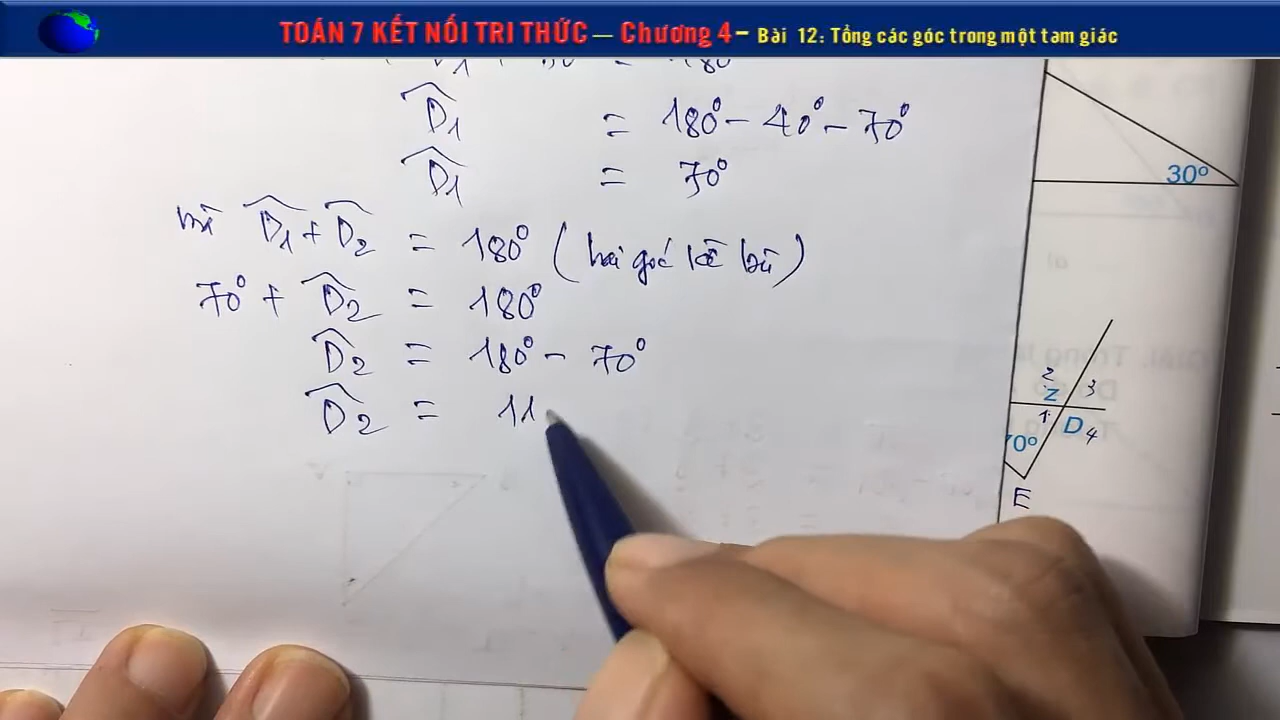 TOÁN 7 KẾT NỐI TRI THỨC – Chương 4 – Bài 12: Tổng các góc trong một tam giác
D̂1 = 180° - 40° - 70°
D̂1 = 70°
mà D̂1 + D̂2 = 180° (hai góc kề bù)
70° + D̂2 = 180°
D̂2 = 180° - 70°
D̂2 = 11
30°
2
z 3
1 D 4
70°
E